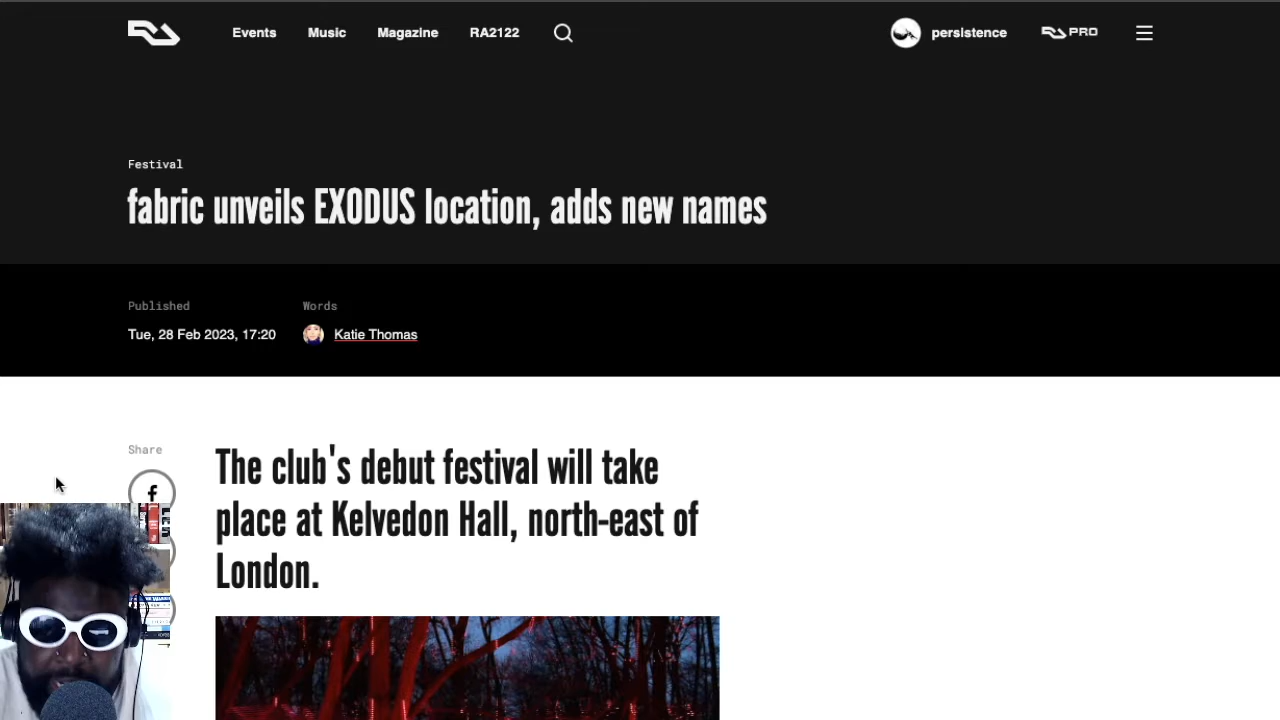 Events Music Magazine RA2122 persistence PRO
Festival
fabric unveils EXODUS location, adds new names
Published Words
Tue, 28 Feb 2023, 17:20 Katie Thomas
Share
The club's debut festival will take
place at Kelvedon Hall, north-east of
London.